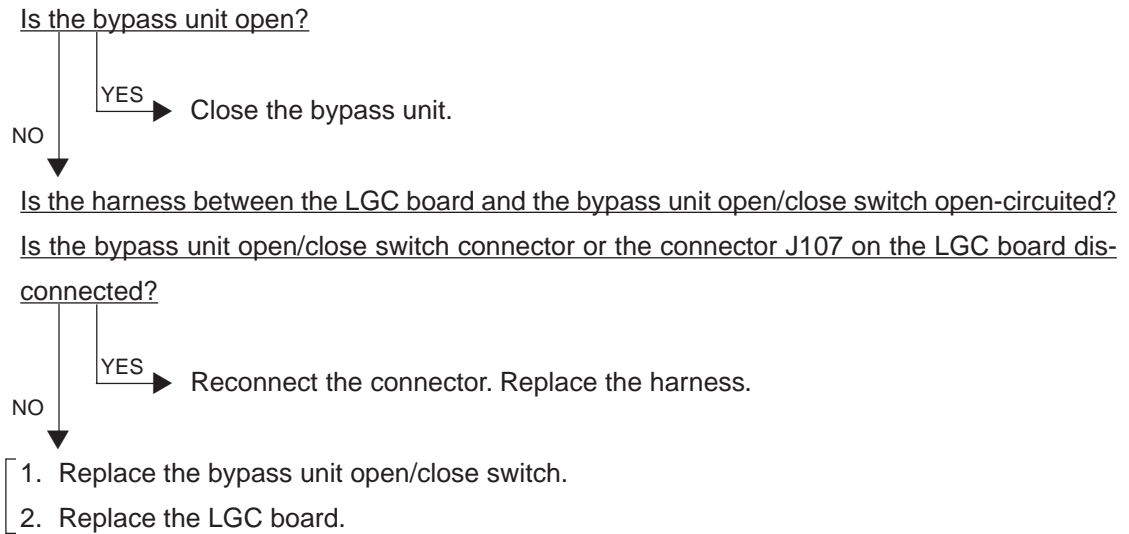 Is the bypass unit open?
YES
Close the bypass unit.
NO
Is the harness between the LGC board and the bypass unit open/close switch open-circuited?
Is the bypass unit open/close switch connector or the connector J107 on the LGC board dis-
connected?
YES
Reconnect the connector. Replace the harness.
NO
1. Replace the bypass unit open/close switch.
2. Replace the LGC board.